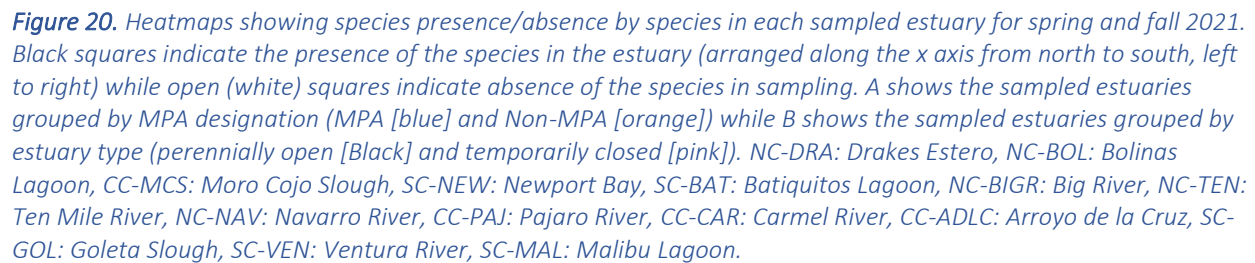 Figure 20. Heatmaps showing species presence/absence by species in each sampled estuary for spring and fall 2021.
Black squares indicate the presence of the species in the estuary (arranged along the x axis from north to south, left
to right) while open (white) squares indicate absence of the species in sampling. A shows the sampled estuaries
grouped by MPA designation (MPA [blue] and Non-MPA [orange]) while B shows the sampled estuaries grouped by
estuary type (perennially open [Black] and temporarily closed [pink]). NC-DRA: Drakes Estero, NC-BOL: Bolinas
Lagoon, CC-MCS: Moro Cojo Slough, SC-NEW: Newport Bay, SC-BAT: Batiquitos Lagoon, NC-BIGR: Big River, NC-TEN:
Ten Mile River, NC-NAV: Navarro River, CC-PAJ: Pajaro River, CC-CAR: Carmel River, CC-ADLC: Arroyo de la Cruz, SC-
GOL: Goleta Slough, SC-VEN: Ventura River, SC-MAL: Malibu Lagoon.